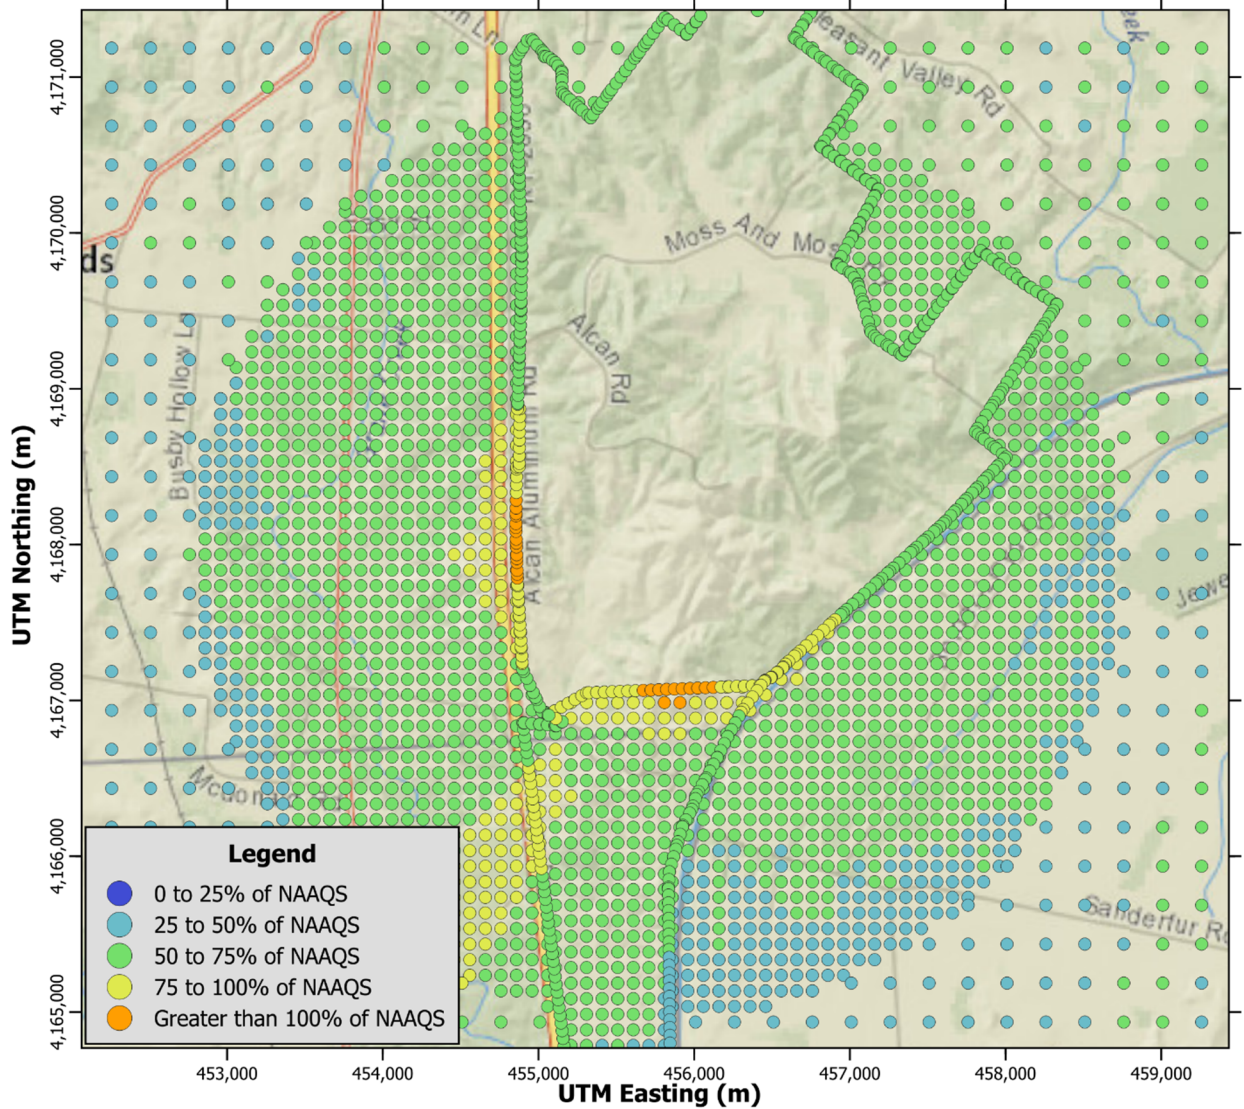 Pleasant Valley Rd
ds
Moss And Mos
Alcan Rd
Busby Hollow Ln
Alcan Aluminum Rd
Jewe
Sanderfur R
Legend
0 to 25% of NAAQS
25 to 50% of NAAQS
50 to 75% of NAAQS
75 to 100% of NAAQS
Greater than 100% of NAAQS
4,171,000
4,170,000
4,169,000
4,168,000
4,167,000
4,166,000
4,165,000
UTM Northing (m)
453,000
454,000
455,000
456,000
457,000
458,000
459,000
UTM Easting (m)